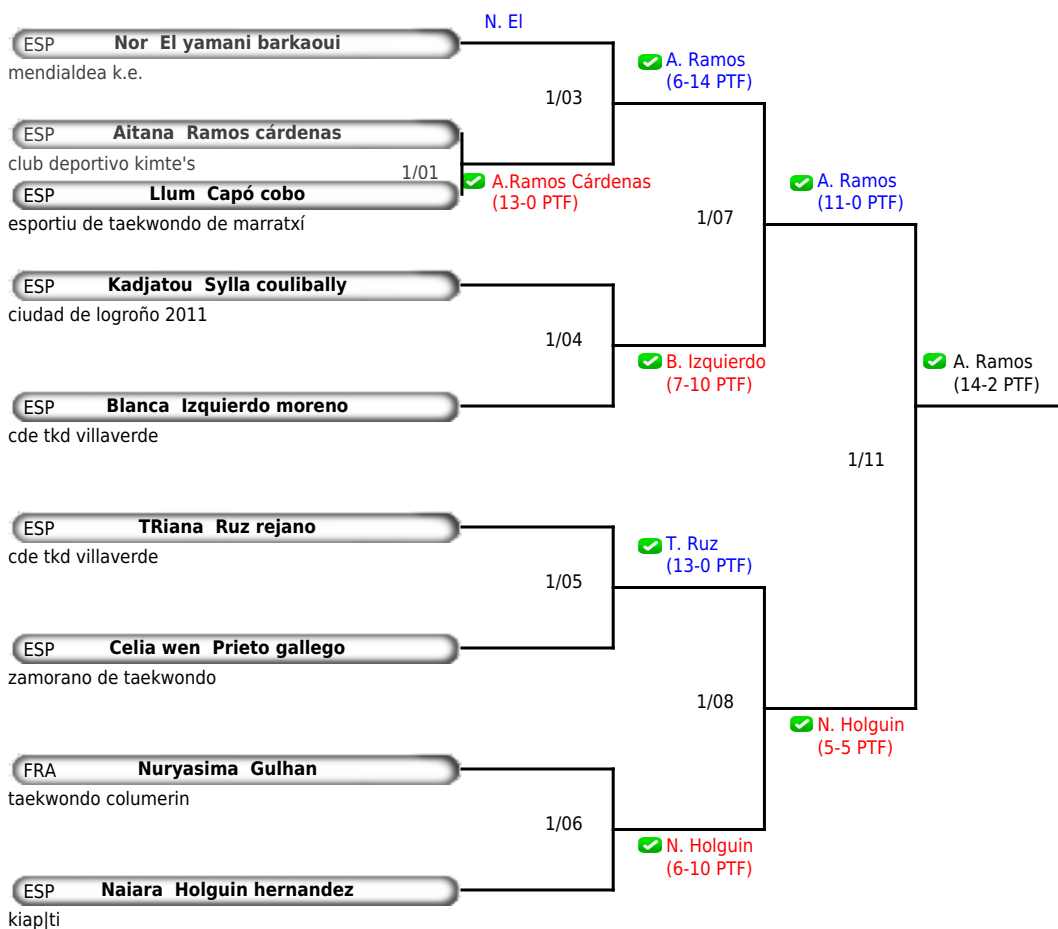 N. El
ESP Nor El yamani barkaoui
mendialdea k.e.
A. Ramos
(6-14 PTF)
1/03
ESP Aitana Ramos cárdenas
club deportivo kimte's
1/01
A.Ramos Cárdenas
(13-0 PTF)
ESP Llum Capó cobo
esportiu de taekwondo de marratxí
A. Ramos
(11-0 PTF)
1/07
ESP Kadjatou Sylla coulibally
ciudad de logroño 2011
1/04
B. Izquierdo
(7-10 PTF)
A. Ramos
(14-2 PTF)
ESP Blanca Izquierdo moreno
cde tkd villaverde
1/11
ESP TRiana Ruz rejano
cde tkd villaverde
T. Ruz
(13-0 PTF)
1/05
ESP Celia wen Prieto gallego
zamorano de taekwondo
1/08
N. Holguin
(5-5 PTF)
FRA Nuryasima Gulhan
taekwondo columerin
1/06
N. Holguin
(6-10 PTF)
ESP Naiara Holguin hernandez
kiap|ti